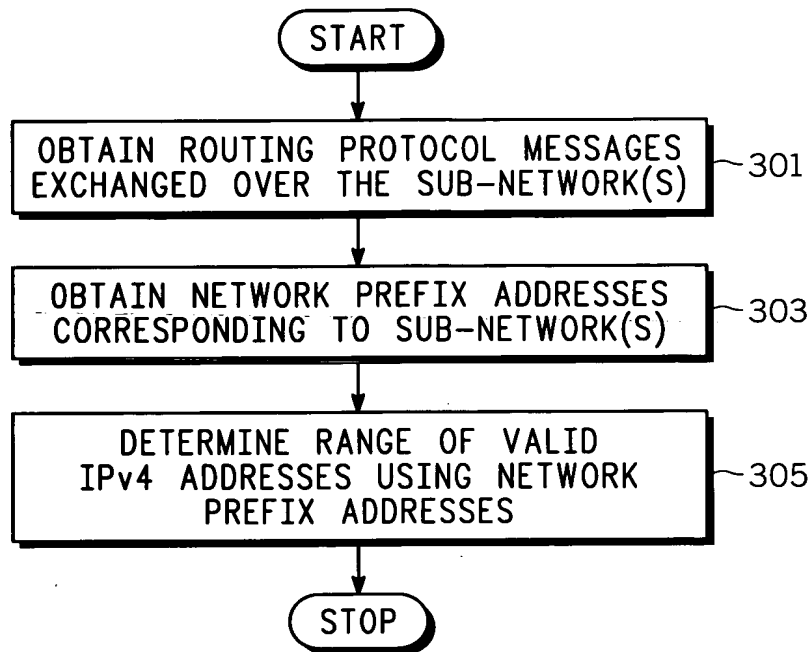 START
OBTAIN ROUTING PROTOCOL MESSAGES
EXCHANGED OVER THE SUB-NETWORK(S)
301
OBTAIN NETWORK PREFIX ADDRESSES
CORRESPONDING TO SUB-NETWORK(S)
303
DETERMINE RANGE OF VALID
IPv4 ADDRESSES USING NETWORK
PREFIX ADDRESSES
305
STOP